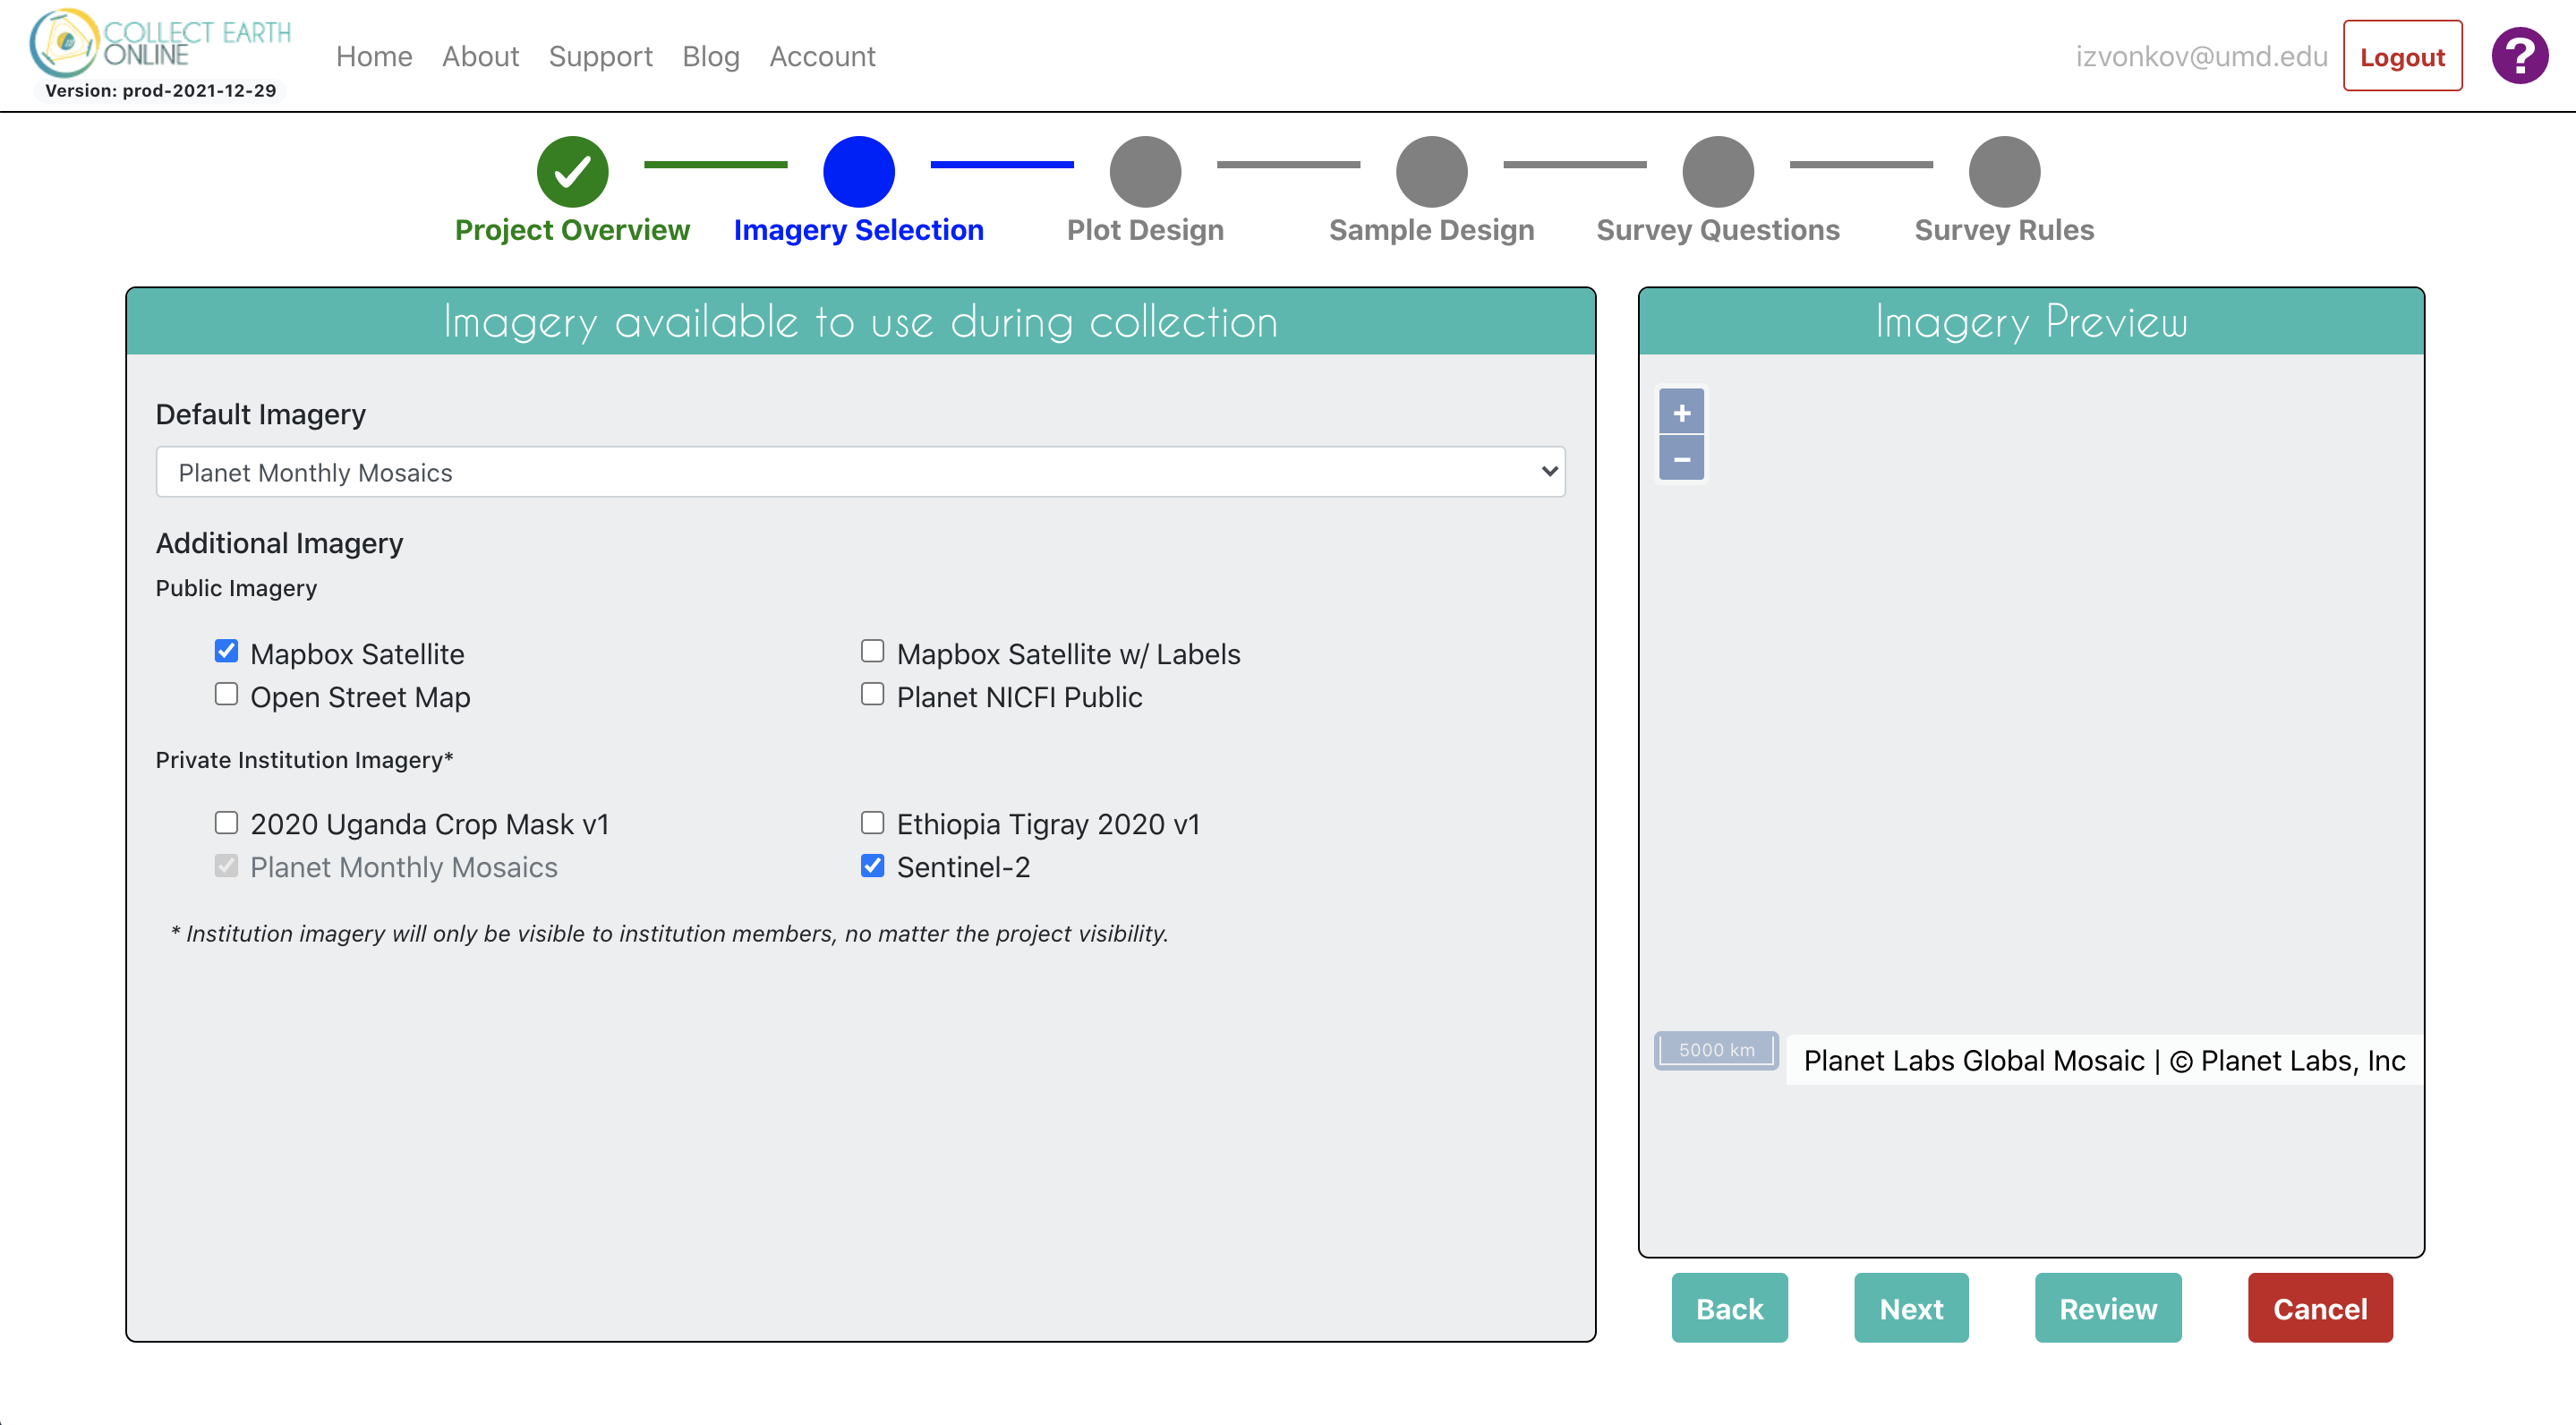 COLLECT EARTH
ONLINE
Version: prod-2021-12-29
Home About Support Blog Account
izvonkov@umd.edu Logout ?
Project Overview Imagery Selection Plot Design Sample Design Survey Questions Survey Rules
Imagery available to use during collection
Default Imagery
Planet Monthly Mosaics
Additional Imagery
Public Imagery
Mapbox Satellite Mapbox Satellite w/ Labels
Open Street Map Planet NICFI Public
Private Institution Imagery*
2020 Uganda Crop Mask v1 Ethiopia Tigray 2020 v1
Planet Monthly Mosaics Sentinel-2
* Institution imagery will only be visible to institution members, no matter the project visibility.
Imagery Preview
+
–
5000 km Planet Labs Global Mosaic | © Planet Labs, Inc
Back Next Review Cancel